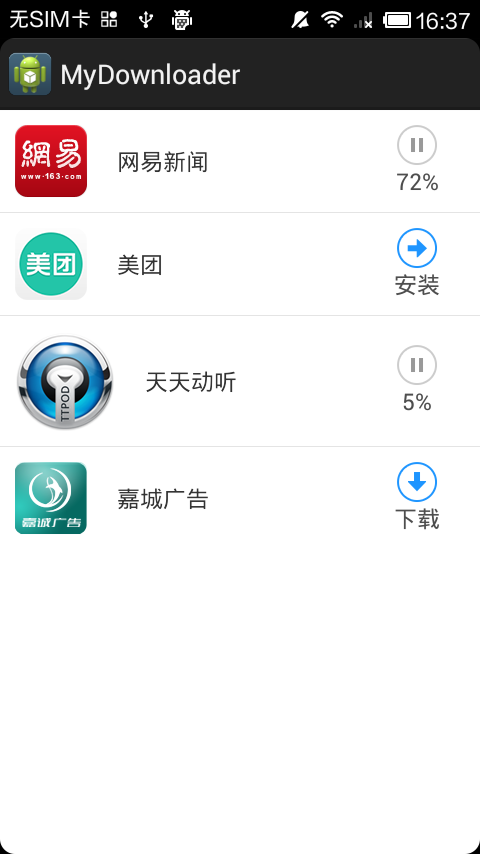 无SIM卡
16:37
MyDownloader
網易
www·163.com
网易新闻
72%
美团
美团
安装
TTPOD
天天动听
5%
嘉诚广告
嘉城广告
下载